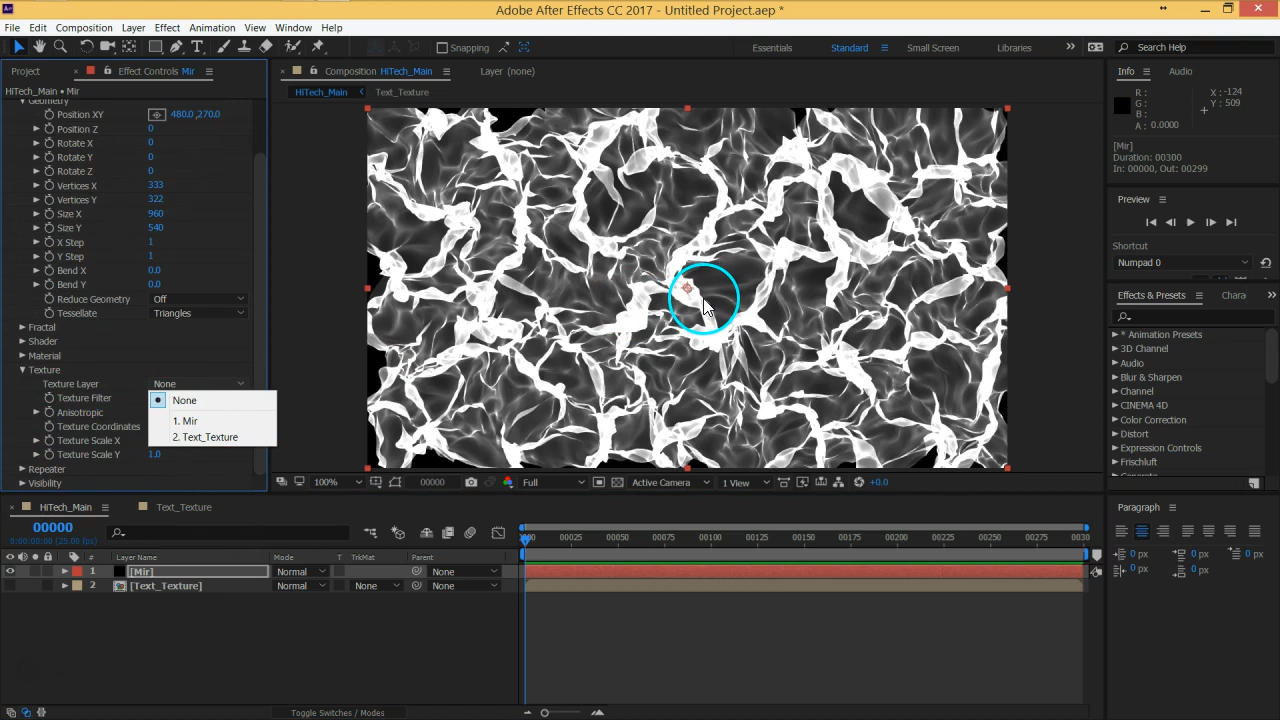 Ae
Adobe After Effects CC 2017 - Untitled Project.aep *
File Edit Composition Layer Effect Animation View Window Help
Snapping
Essentials Standard Small Screen Libraries
Search Help
Project Effect Controls Mir
Composition HiTech_Main Layer (none)
Info Audio
HiTech_Main • Mir
HiTech_Main Text_Texture
Geometry
Position XY 480.0 ,270.0
Position Z 0
Rotate X 0
Rotate Y 0
Rotate Z 0
Vertices X 333
Vertices Y 322
Size X 960
Size Y 540
X Step 1
Y Step 1
Bend X 0.0
Bend Y 0.0
Reduce Geometry Off
Tessellate Triangles
Fractal
Shader
Material
Texture
Texture Layer None
Texture Filter
Anisotropic
Texture Coordinates
Texture Scale X
Texture Scale Y 1.0
Repeater
Visibility
None
1. Mir
2. Text_Texture
R :
G :
B :
A : 0.0000
X : -124
Y : 509
[Mir]
Duration: 00300
In: 00000, Out: 00299
Preview
Shortcut
Numpad 0
Effects & Presets Chara
* Animation Presets
3D Channel
Audio
Blur & Sharpen
Channel
CINEMA 4D
Color Correction
Distort
Expression Controls
Frischluft
Generate
100% 00000 Full Active Camera 1 View +0.0
HiTech_Main Text_Texture
00000
0:00:00:00 (25.00 fps)
00025 00050 00075 00100 00125 00150 00175 00200 00225 00250 00275 0030
# Layer Name Mode T TrkMat Parent
1 [Mir] Normal None
2 [Text_Texture] Normal None None
Toggle Switches / Modes
Paragraph
0 px 0 px 0 px
0 px 0 px